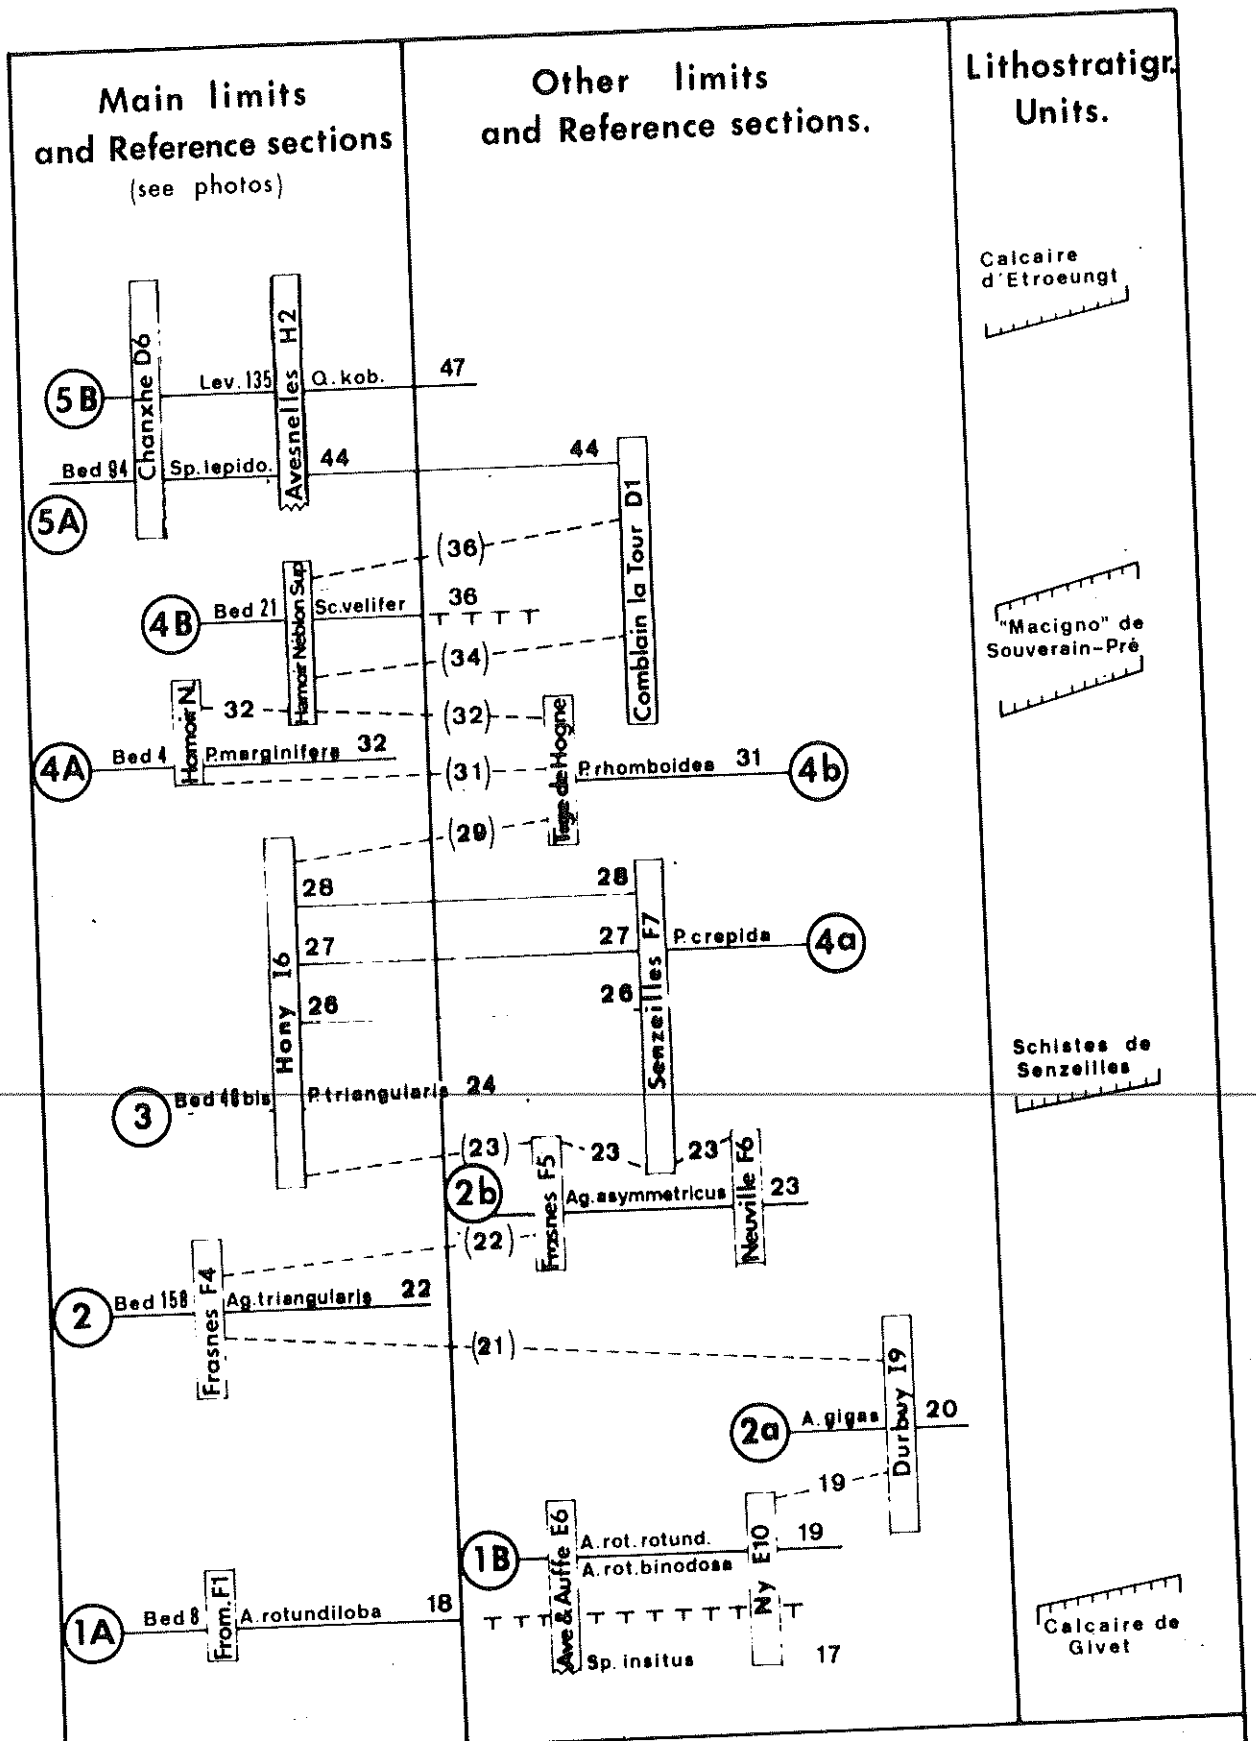 Main limits
and Reference sections
(see photos)
Other limits
and Reference sections.
Lithostratigr.
Units.
Calcaire
d'Etroeungt
Chanxhe D6
Avesnelles H2
5B
Lev. 135
Q. kob.
47
Bed 94
Sp. lepido.
44
44
5A
Comblain la Tour D1
(36)
Hamoir Néblon Sup
4B
Bed 21
Sc. velifer
36
T T T T
"Macigno" de
Souverain-Pré
(34)
Hamoir N.
32
(32)
4A
Bed 4
P. marginifera
32
(31)
P. rhomboidea
31
4b
(29)
28
28
Hony I6
Senzeilles F7
27
27
P. crepida
4a
26
26
Schistes de
Senzeilles
3
Bed 48 bis
P. triangularis
24
(23)
23
23
Frasnes F5
Neuville F6
2b
Ag. asymmetricus
23
(22)
Frasnes F4
2
Bed 158
Ag. triangularis
22
(21)
Durbuy I9
2a
A. gigas
20
19
Ave & Auffe E6
Ny E10
1B
A. rot. rotund.
19
A. rot. binodosa
From. F1
1A
Bed 8
A. rotundiloba
18
T T T T T T T T T T
Calcaire de
Givet
Sp. insitus
17